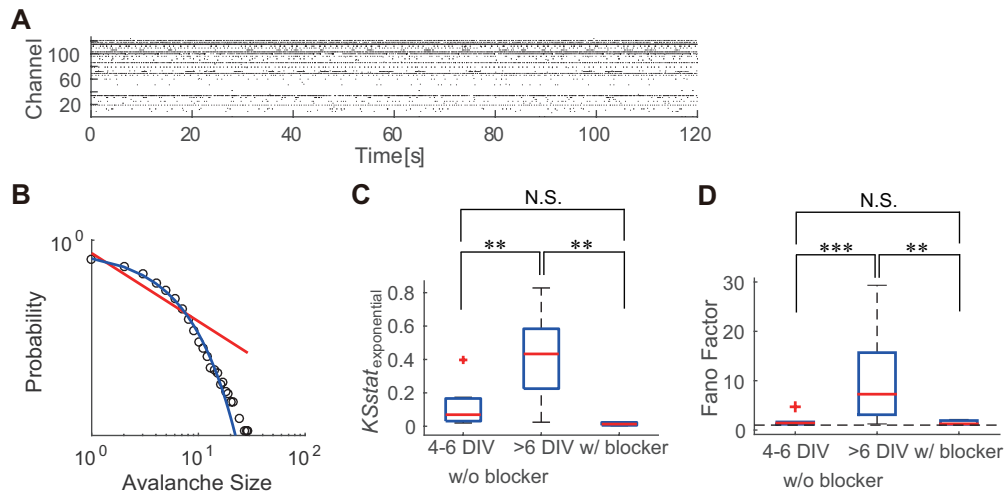 A
Channel
100
60
20
0 20 40 60 80 100 120
Time[s]
B
10^0
Probability
10^0 10^1 10^2
Avalanche Size
C
N.S.
** **
KSstat exponential
0.8
0.6
0.4
0.2
0
4-6 DIV >6 DIV w/ blocker
w/o blocker
D
N.S.
*** **
Fano Factor
30
20
10
0
4-6 DIV >6 DIV w/ blocker
w/o blocker